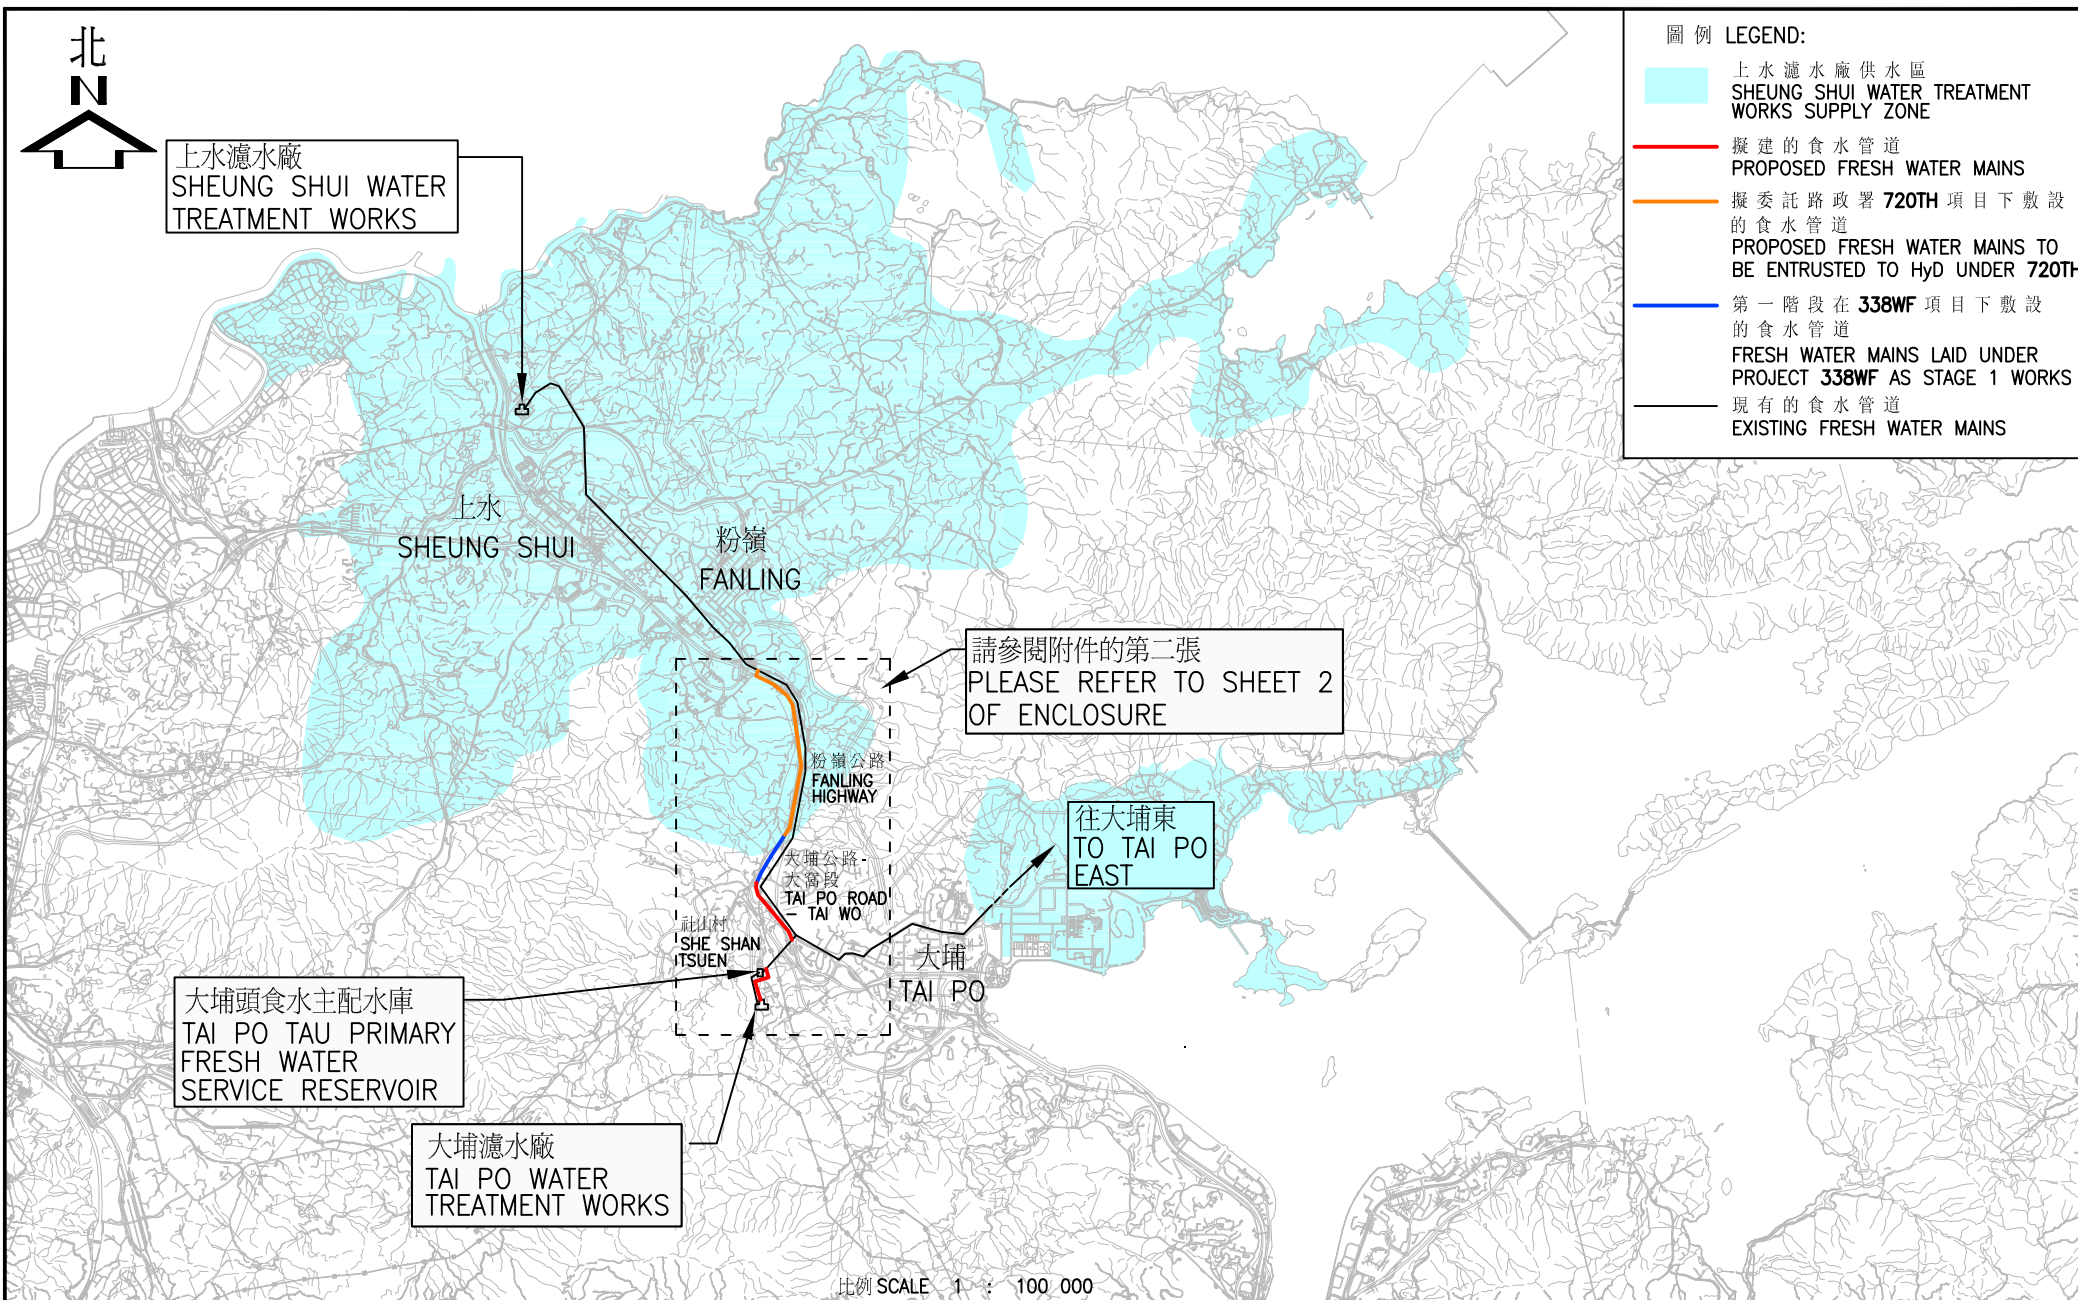 北
N
上水濾水廠
SHEUNG SHUI WATER
TREATMENT WORKS
圖例 LEGEND:
上水濾水廠供水區
SHEUNG SHUI WATER TREATMENT
WORKS SUPPLY ZONE
擬建的食水管道
PROPOSED FRESH WATER MAINS
擬委託路政署 720TH 項目下敷設
的食水管道
PROPOSED FRESH WATER MAINS TO
BE ENTRUSTED TO HyD UNDER 720TH
第一階段在 338WF 項目下敷設
的食水管道
FRESH WATER MAINS LAID UNDER
PROJECT 338WF AS STAGE 1 WORKS
現有的食水管道
EXISTING FRESH WATER MAINS
上水
SHEUNG SHUI
粉嶺
FANLING
請參閱附件的第二張
PLEASE REFER TO SHEET 2
OF ENCLOSURE
粉嶺公路
FANLING
HIGHWAY
往大埔東
TO TAI PO
EAST
大埔公路-
大窩段
TAI PO ROAD
- TAI WO
社山村
SHE SHAN
TSUEN
大埔
TAI PO
大埔頭食水主配水庫
TAI PO TAU PRIMARY
FRESH WATER
SERVICE RESERVOIR
大埔濾水廠
TAI PO WATER
TREATMENT WORKS
比例 SCALE 1 : 100 000